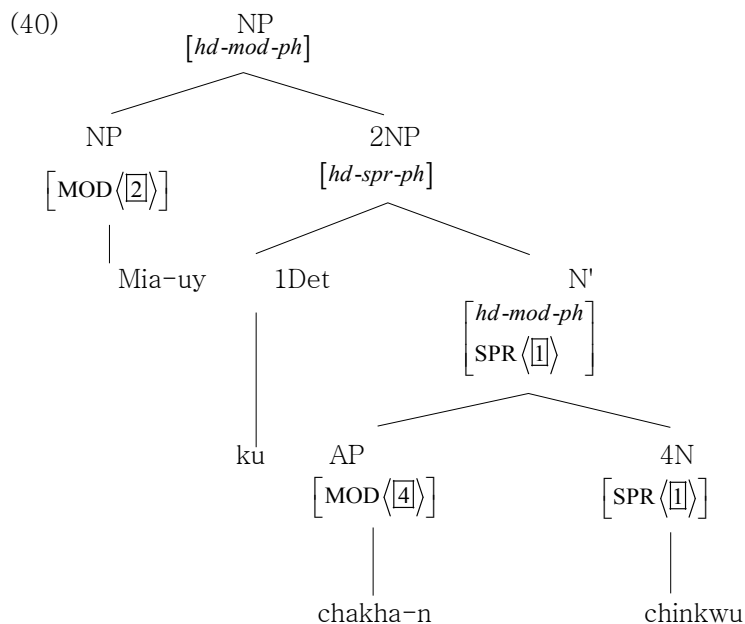 (40) NP
[hd-mod-ph]
NP 2NP
[MOD⟨[2]⟩] [hd-spr-ph]
Mia-uy 1Det N'
[hd-mod-ph
SPR⟨[1]⟩]
ku AP 4N
[MOD⟨[4]⟩] [SPR⟨[1]⟩]
chakha-n chinkwu